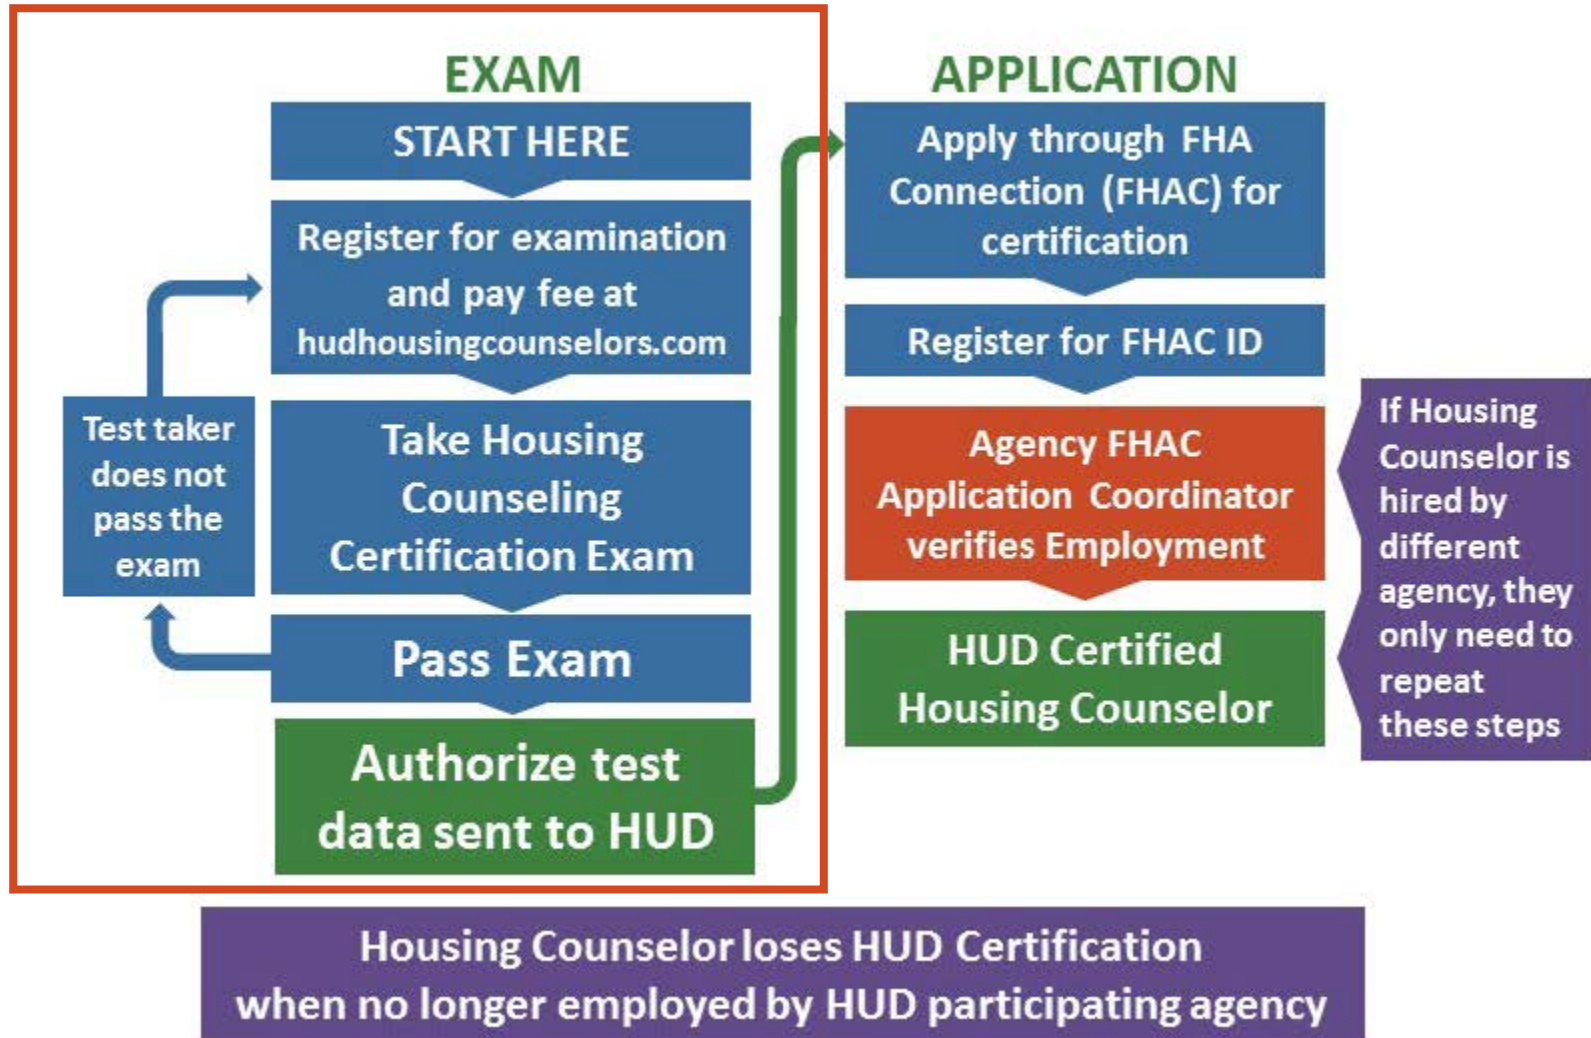 EXAM
START HERE
Register for examination
and pay fee at
hudhousingcounselors.com
Test taker
does not
pass the
exam
Take Housing
Counseling
Certification Exam
Pass Exam
Authorize test
data sent to HUD
APPLICATION
Apply through FHA
Connection (FHAC) for
certification
Register for FHAC ID
Agency FHAC
Application Coordinator
verifies Employment
HUD Certified
Housing Counselor
If Housing
Counselor is
hired by
different
agency, they
only need to
repeat
these steps
Housing Counselor loses HUD Certification
when no longer employed by HUD participating agency